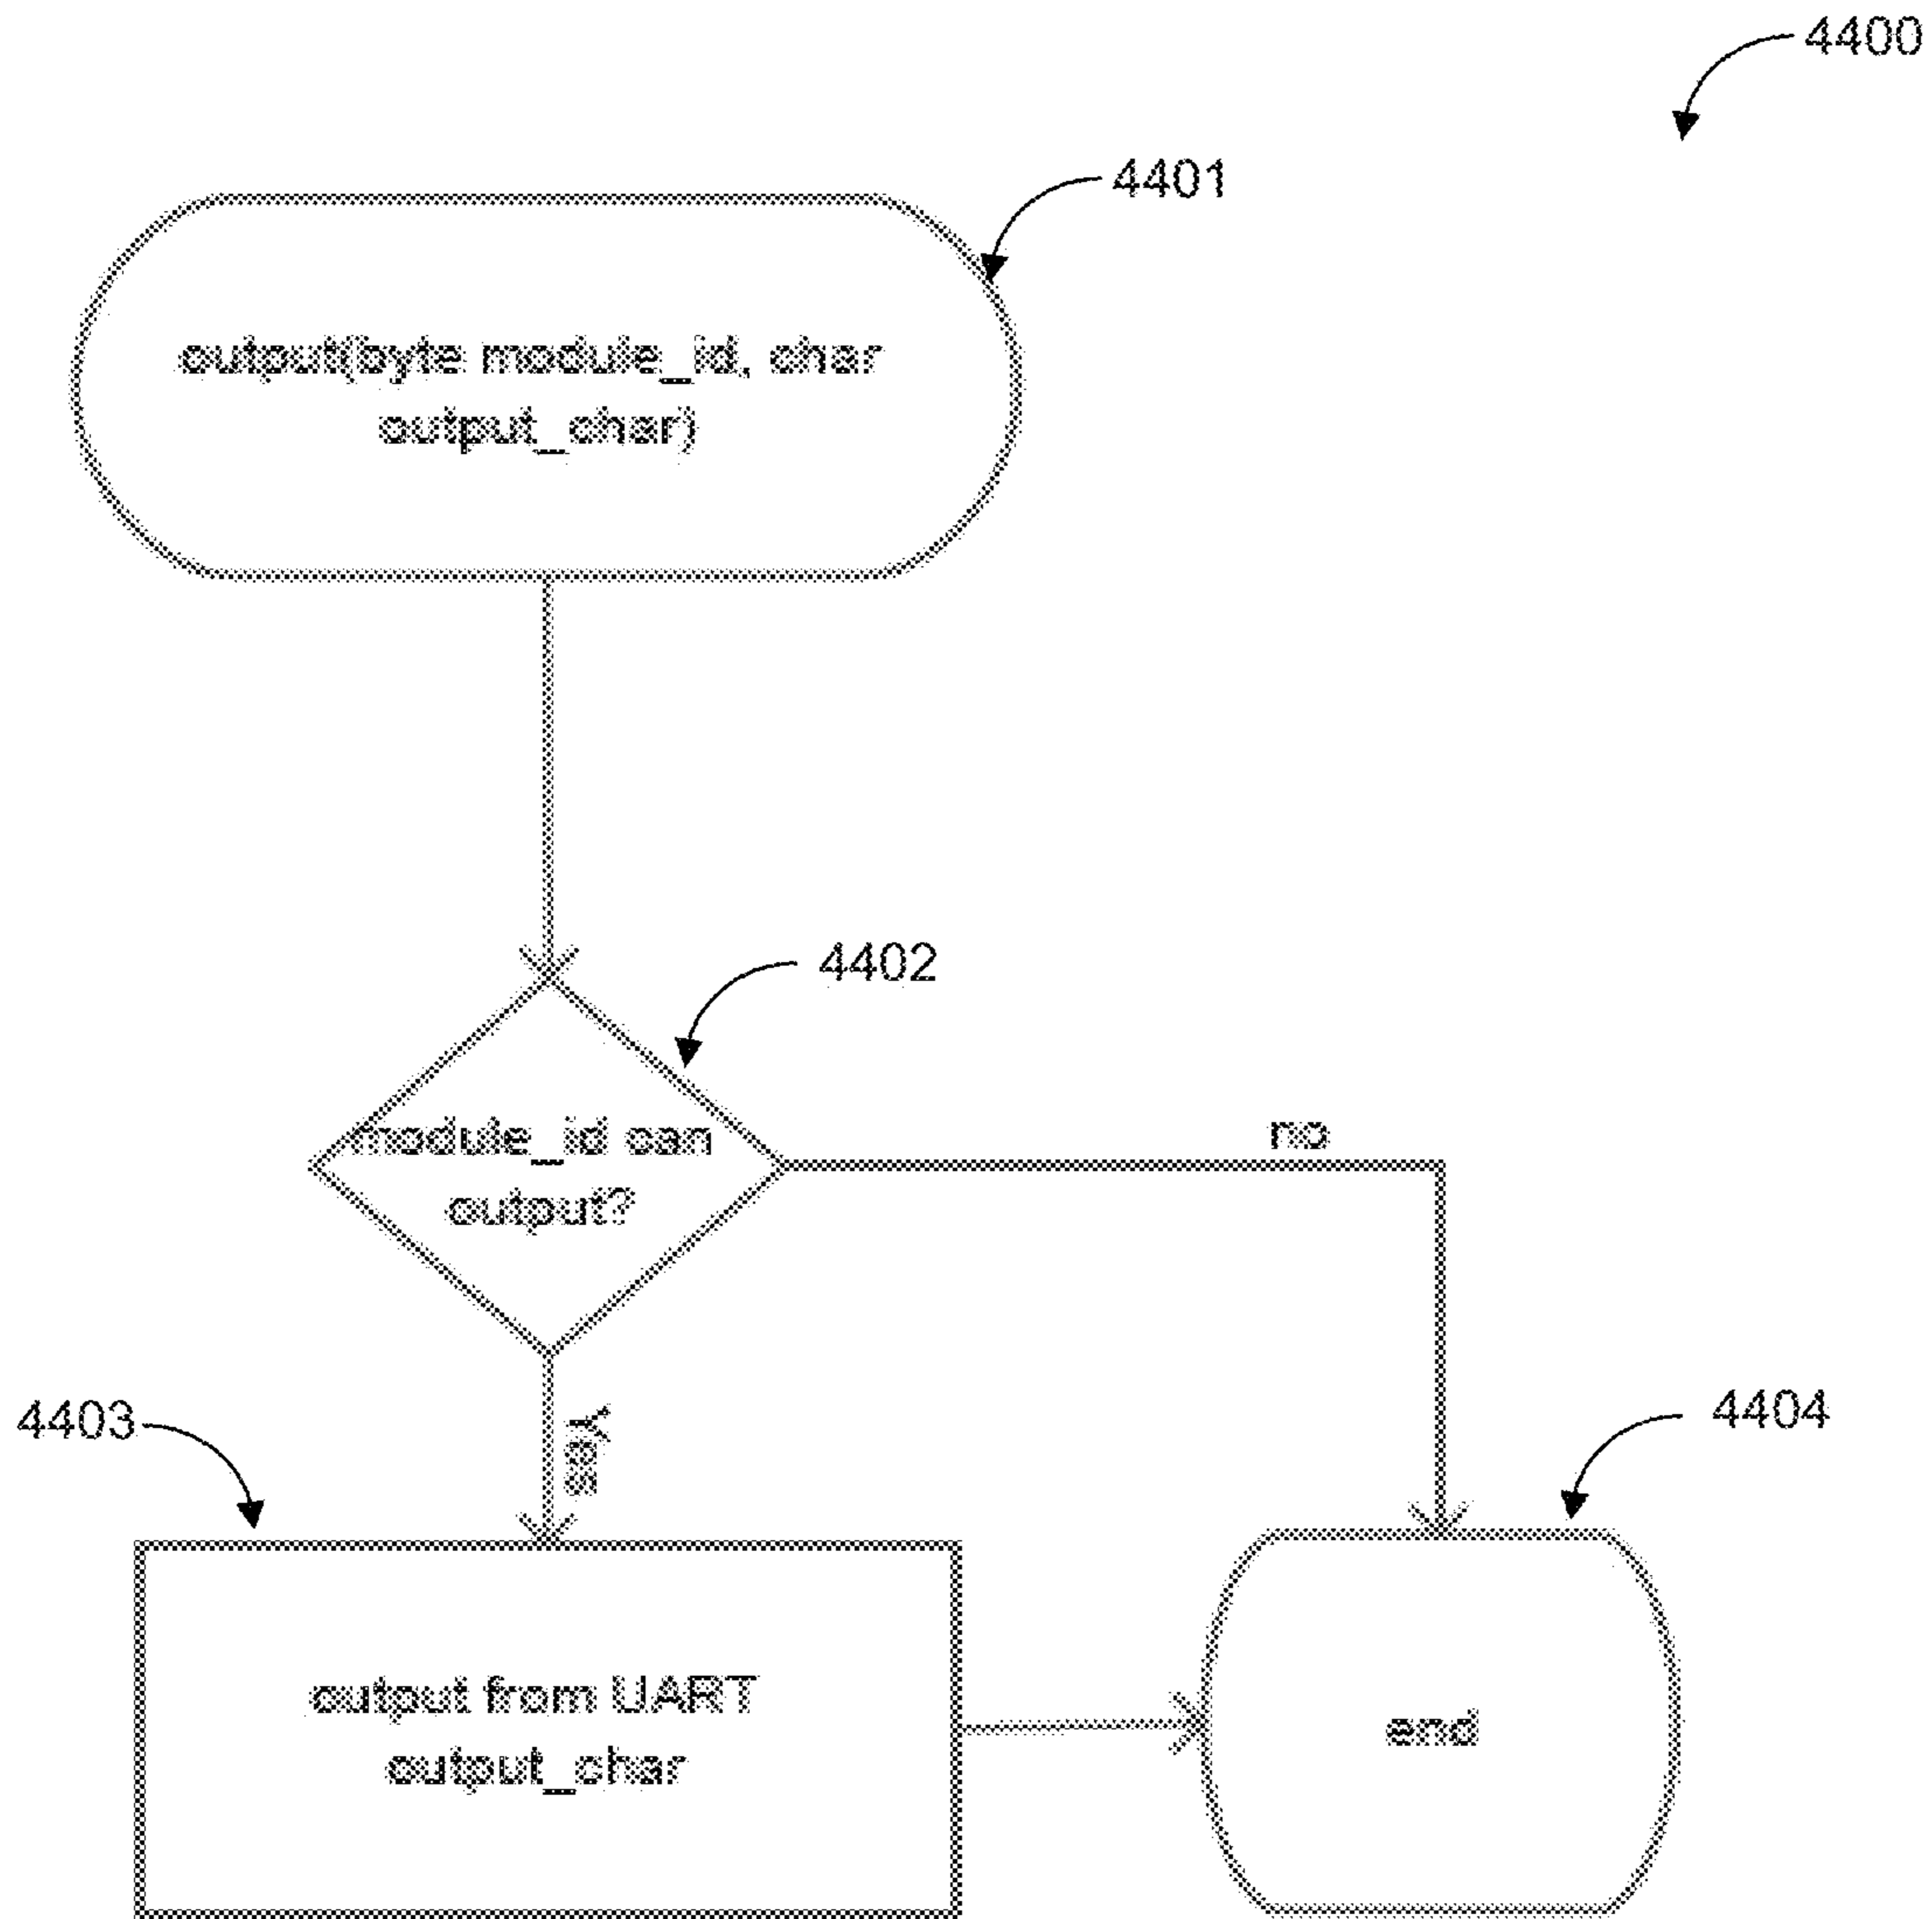 4400
4401
output(byte module_id, char
output_char)
4402
module_id can
output?
no
Yes
4403
4404
output from UART
output_char
end